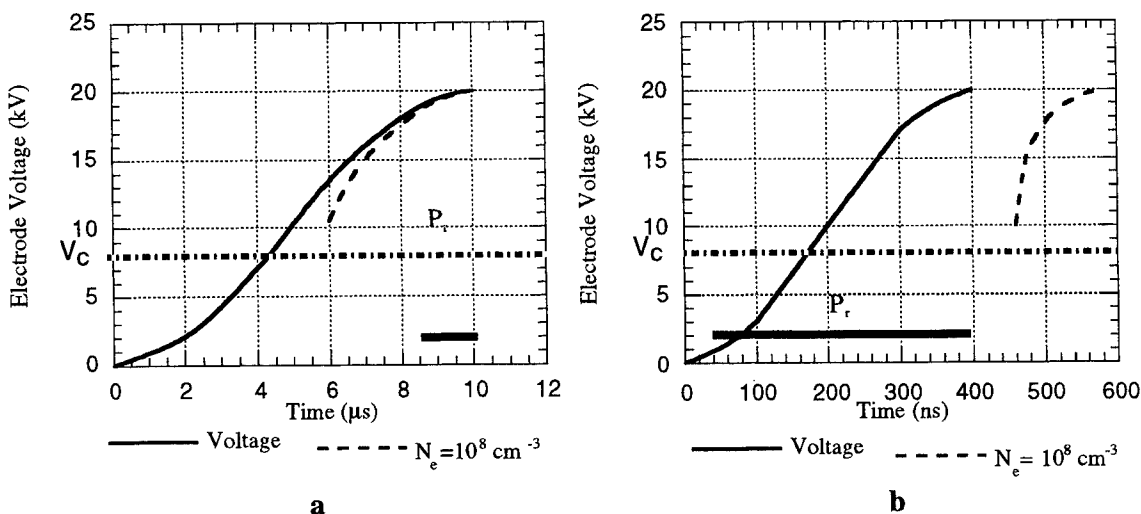 25
20
15
10
5
0
V_C
Electrode Voltage (kV)
P_r
0 2 4 6 8 10 12
Time (μs)
Voltage N_e =10^8 cm^-3
a
25
20
15
10
5
0
V_C
Electrode Voltage (kV)
P_r
0 100 200 300 400 500 600
Time (ns)
Voltage N_e = 10^8 cm^-3
b